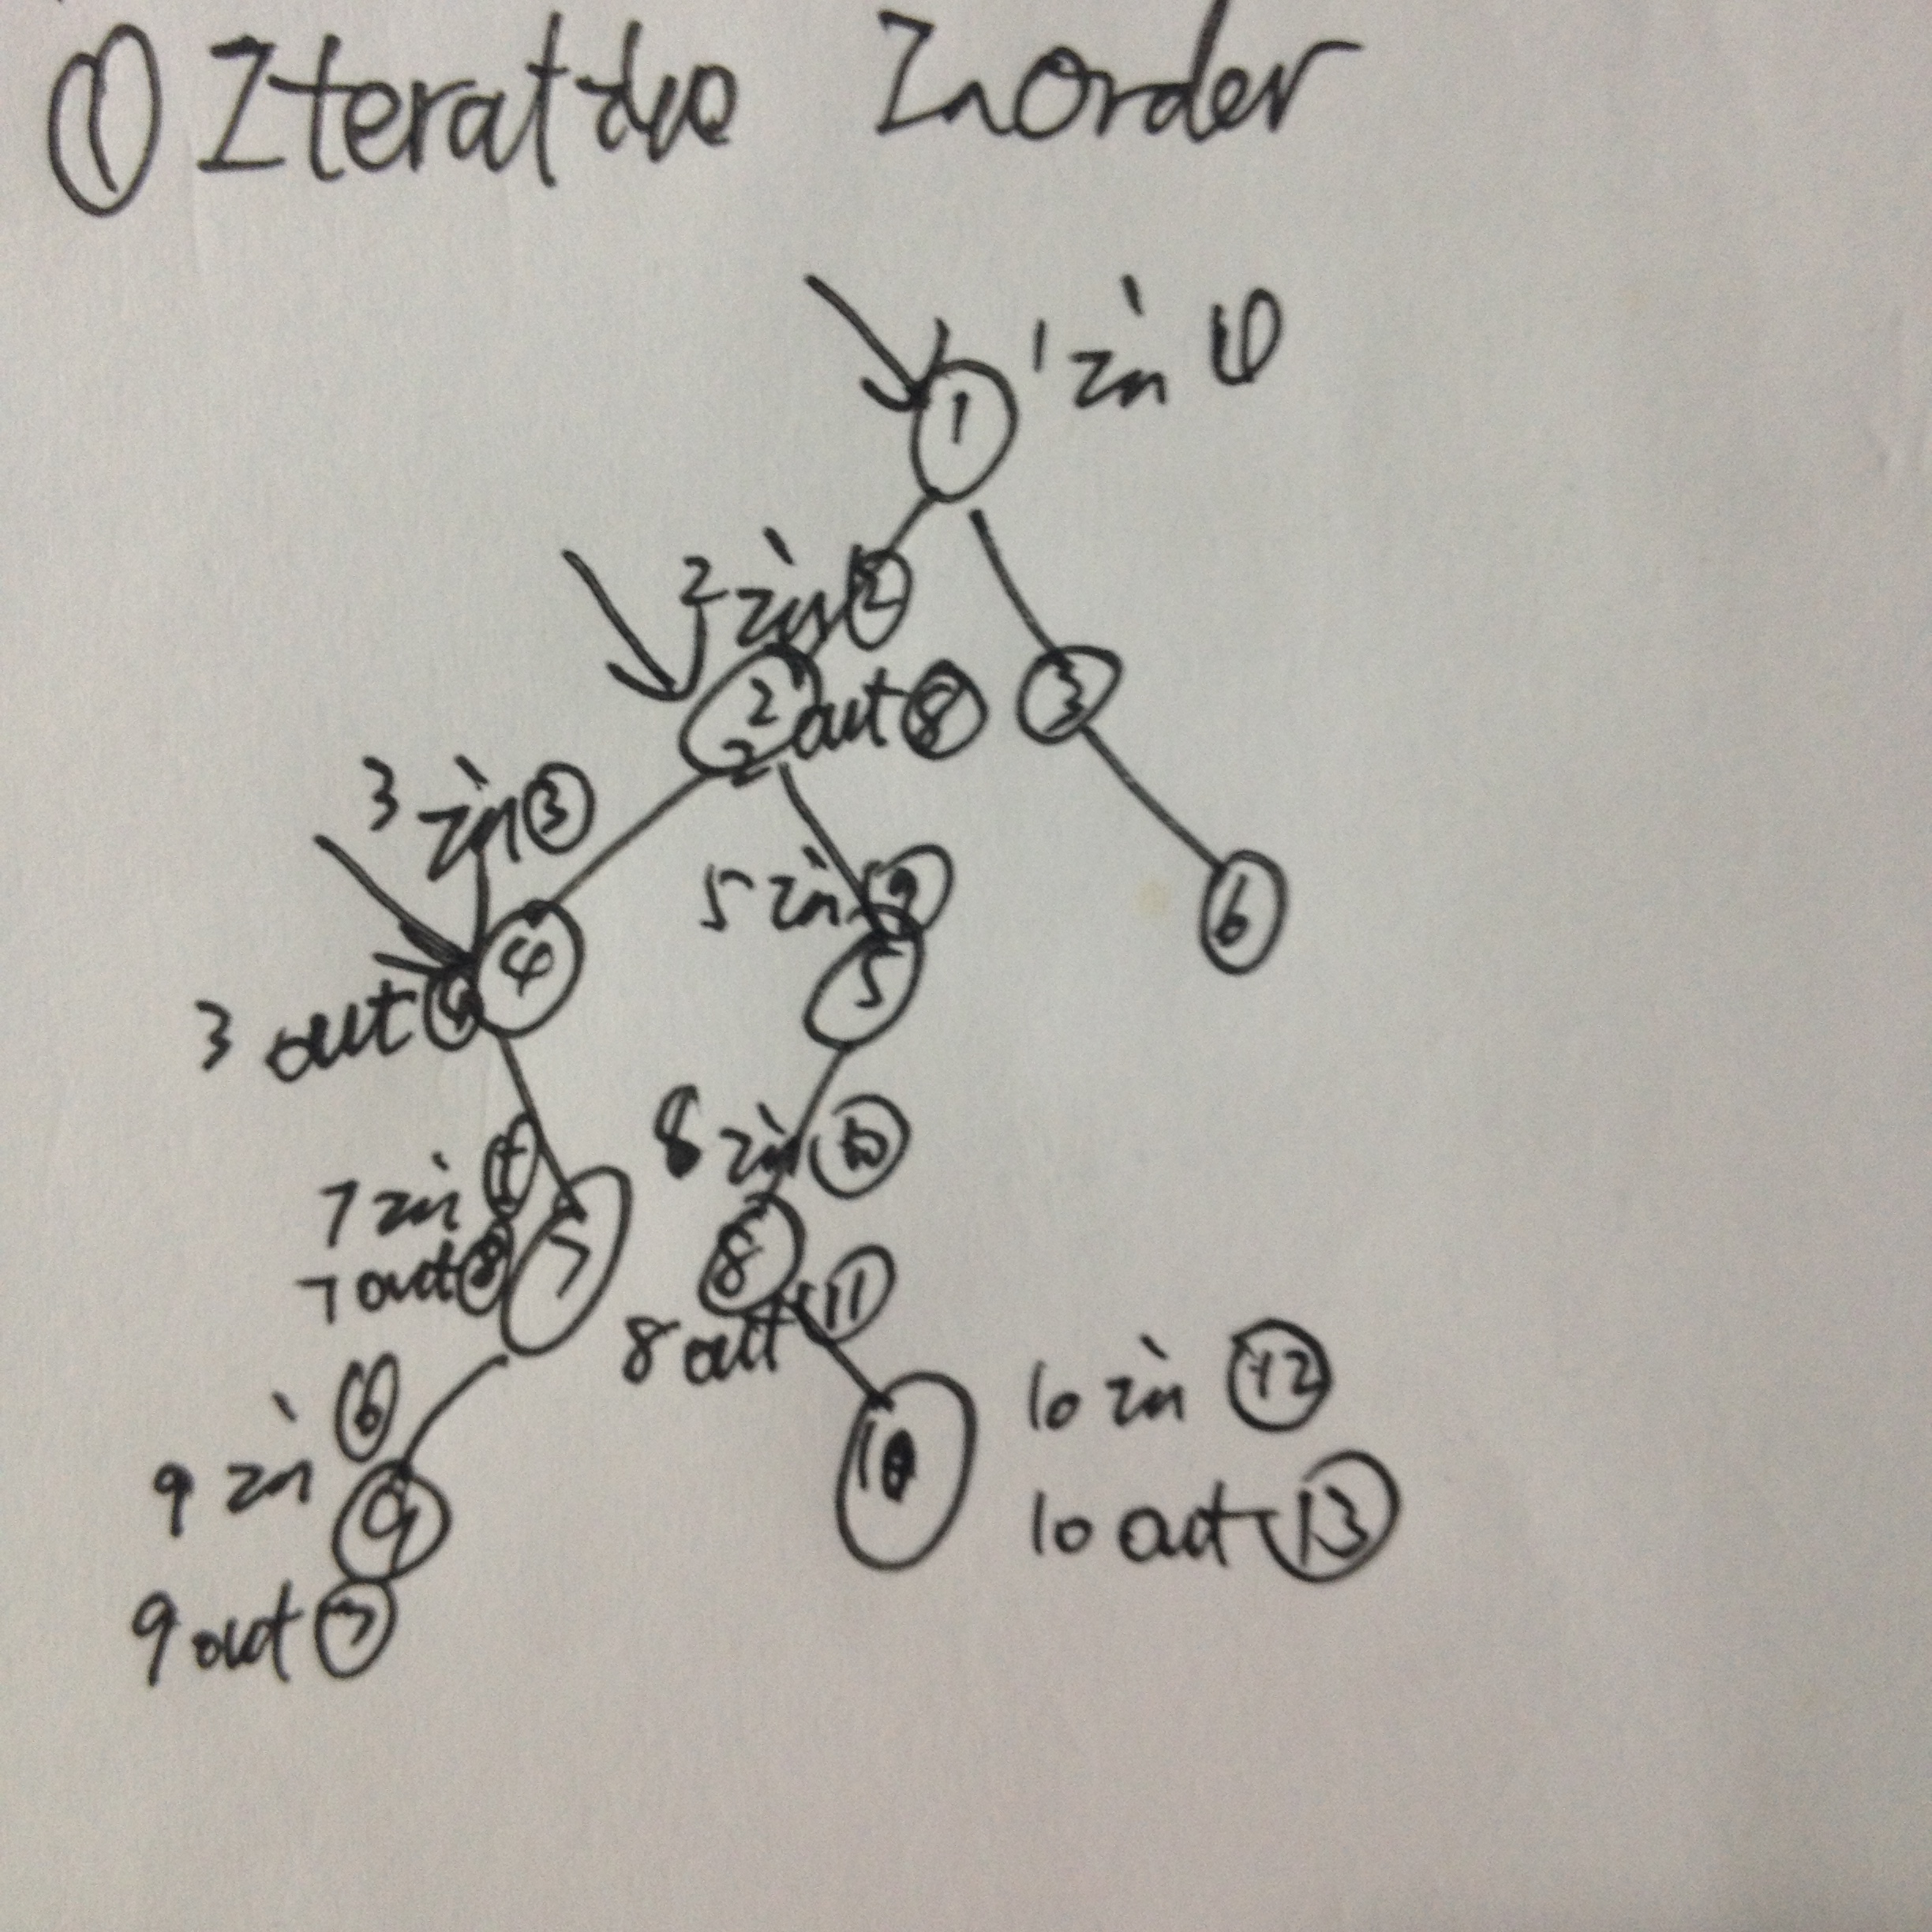 ① Iterative Inorder
1 in ①
1
2 in ②
2
2 out ⑧
3
3 in ③
5 in ⑨
4
5
6
3 out ④
8 in ⑩
7 in
7
7 out ⑧
8
⑪
8 out
10 in ⑫
9 in ⑥
10
9
10 out ⑬
9 out ⑦